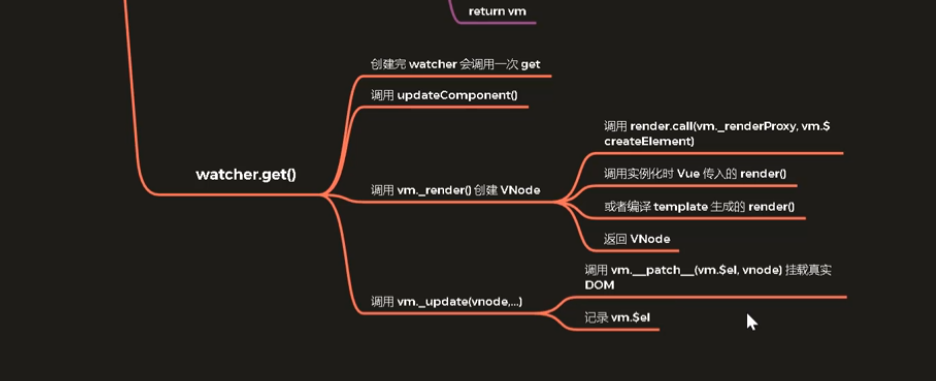 return vm
创建完 watcher 会调用一次 get
调用 updateComponent()
watcher.get()
调用 vm._render() 创建 VNode
调用 render.call(vm._renderProxy, vm.$
createElement)
调用实例化时 Vue 传入的 render()
或者编译 template 生成的 render()
返回 VNode
调用 vm._update(vnode,...)
调用 vm.__patch__(vm.$el, vnode) 挂载真实
DOM
记录 vm.$el